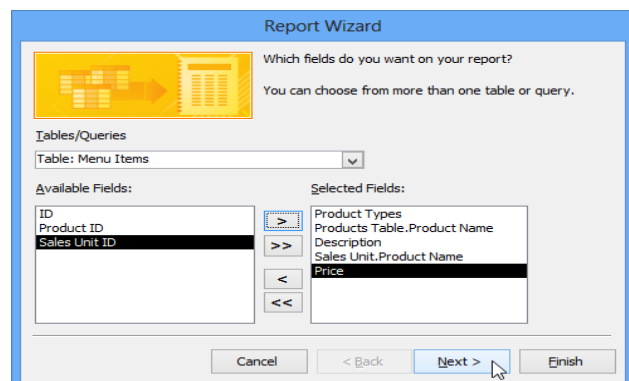 Report Wizard
Which fields do you want on your report?
You can choose from more than one table or query.
Tables/Queries
Table: Menu Items
Available Fields:
Selected Fields:
ID
Product ID
Sales Unit ID
>
>>
<
<<
Product Types
Products Table.Product Name
Description
Sales Unit.Product Name
Price
Cancel
< Back
Next >
Finish